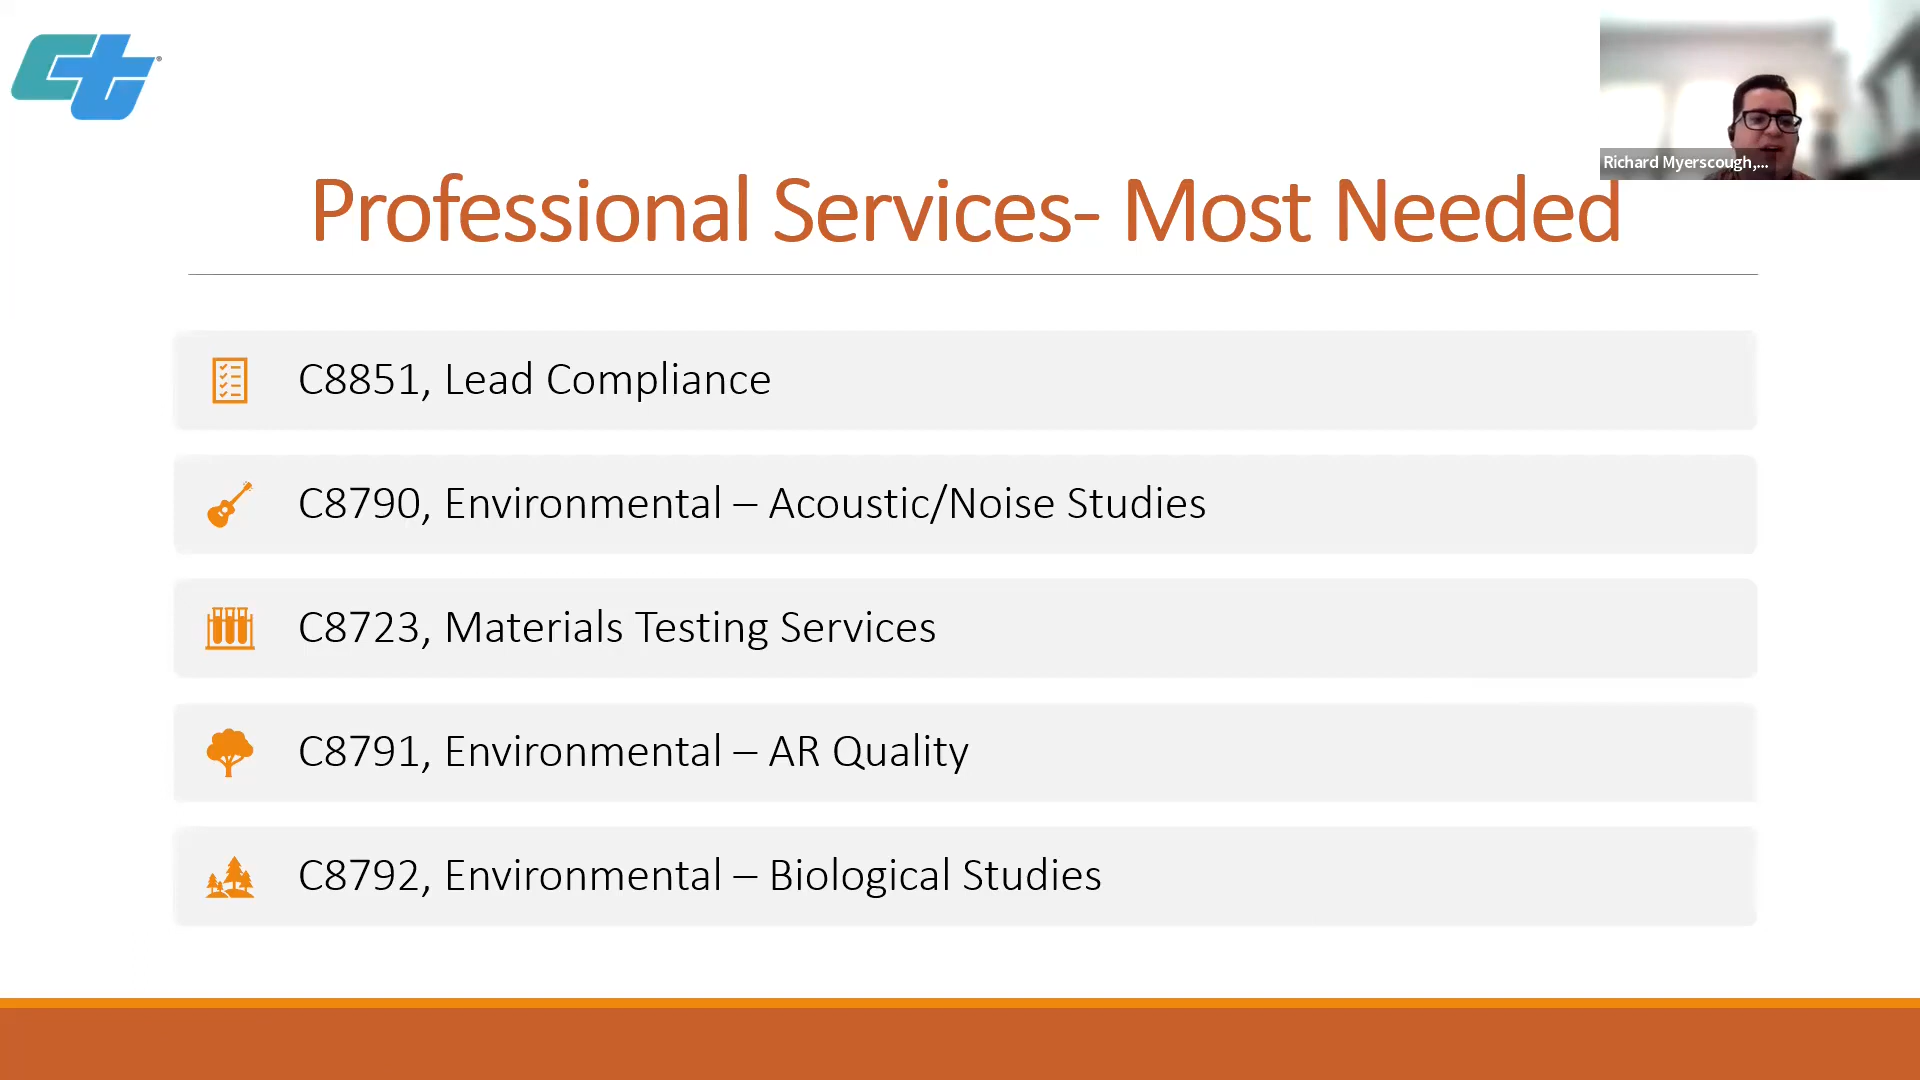 ct®
Richard Myerscough,...
Professional Services- Most Needed
C8851, Lead Compliance
C8790, Environmental – Acoustic/Noise Studies
C8723, Materials Testing Services
C8791, Environmental – AR Quality
C8792, Environmental – Biological Studies